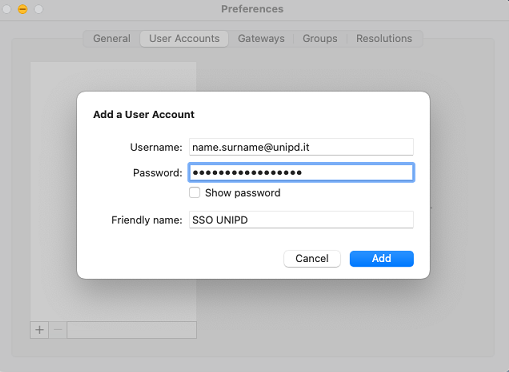 Preferences
General User Accounts Gateways Groups Resolutions
Add a User Account
Username: name.surname@unipd.it
Password: •••••••••••••••••
Show password
Friendly name: SSO UNIPD
Cancel Add